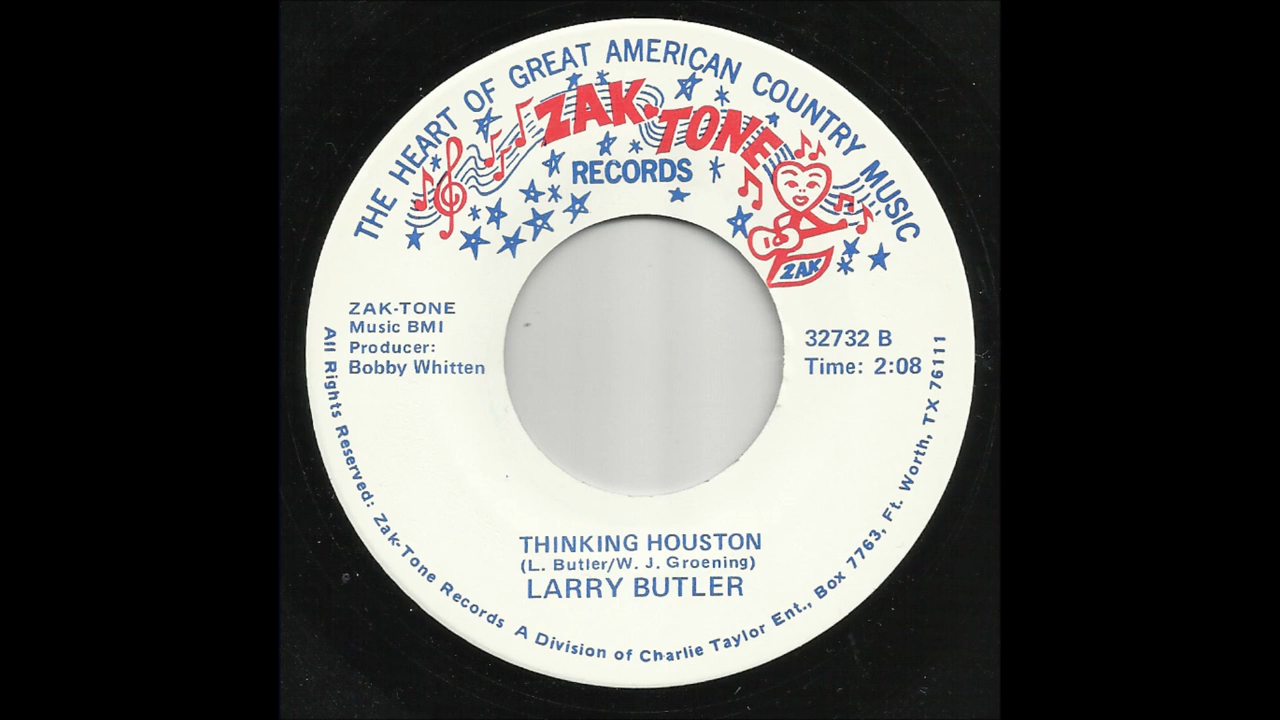 THE HEART OF GREAT AMERICAN COUNTRY MUSIC
ZAK-TONE
RECORDS
ZAK
ZAK-TONE
Music BMI
Producer:
Bobby Whitten
32732 B
Time: 2:08
THINKING HOUSTON
(L. Butler/W. J. Groening)
LARRY BUTLER
All Rights Reserved: Zak-Tone Records A Division of Charlie Taylor Ent., Box 7763, Ft. Worth, TX 76111